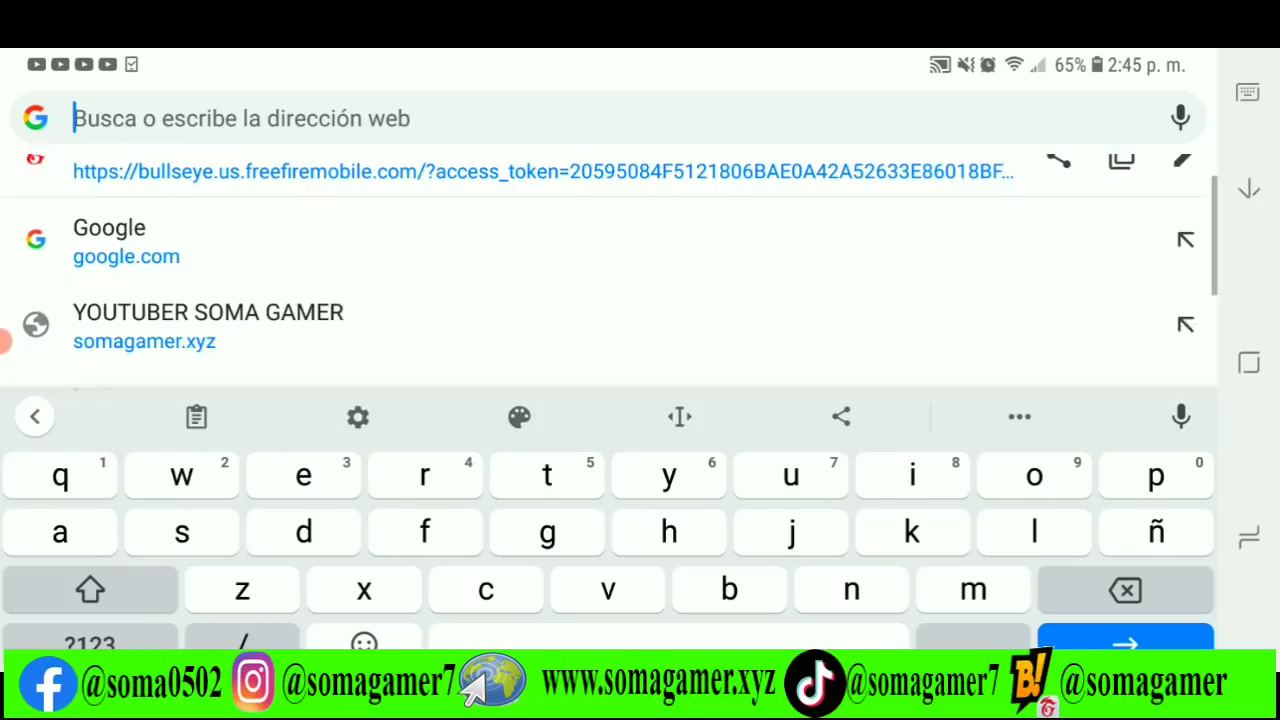 65% 2:45 p. m.
Busca o escribe la dirección web
https://bullseye.us.freefiremobile.com/?access_token=20595084F5121806BAE0A42A52633E86018BF...
Google
google.com
YOUTUBER SOMA GAMER
somagamer.xyz
q 1 w 2 e 3 r 4 t 5 y 6 u 7 i 8 o 9 p 0
a s d f g h j k l ñ
z x c v b n m
?123 /
@soma0502 @somagamer7 www.somagamer.xyz @somagamer7 B! @somagamer